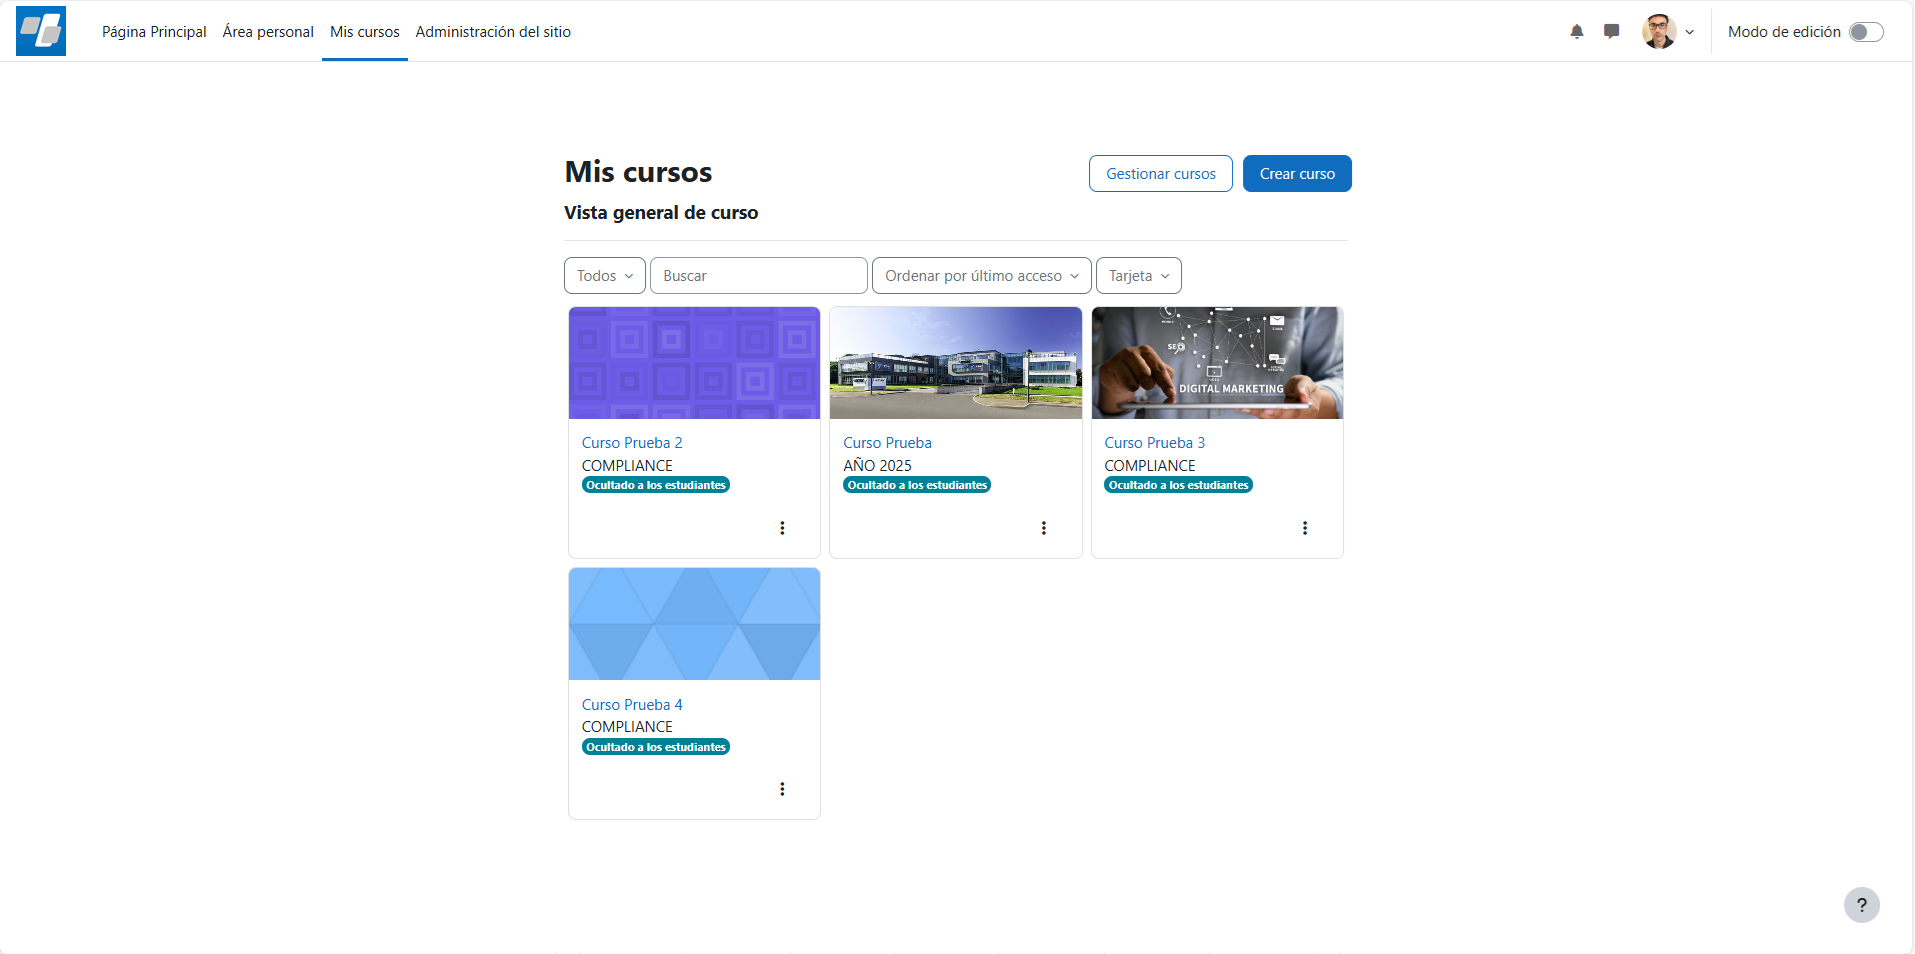 Página Principal Área personal Mis cursos Administración del sitio
Modo de edición
Mis cursos
Gestionar cursos Crear curso
Vista general de curso
Todos Buscar Ordenar por último acceso Tarjeta
SEO
DIGITAL MARKETING
Curso Prueba 2
COMPLIANCE
Ocultado a los estudiantes
Curso Prueba
AÑO 2025
Ocultado a los estudiantes
Curso Prueba 3
COMPLIANCE
Ocultado a los estudiantes
Curso Prueba 4
COMPLIANCE
Ocultado a los estudiantes
?